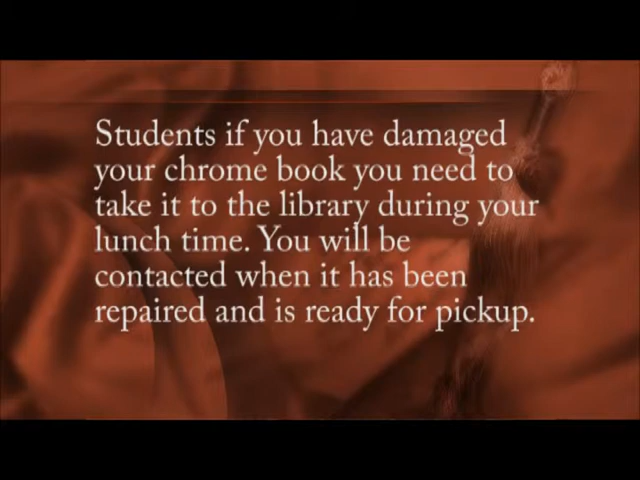 Students if you have damaged
your chrome book you need to
take it to the library during your
lunch time. You will be
contacted when it has been
repaired and is ready for pickup.